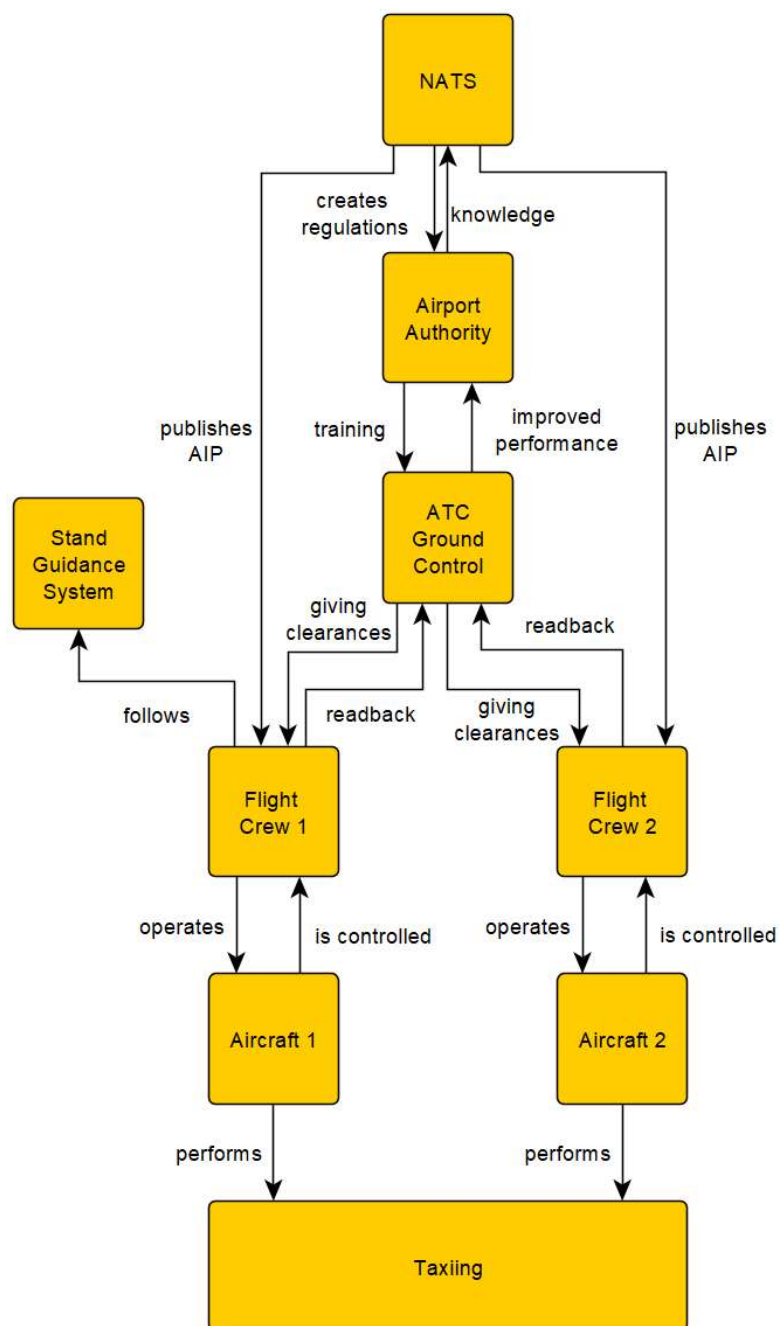 NATS
creates
regulations
knowledge
Airport
Authority
publishes
AIP
training
improved
performance
publishes
AIP
Stand
Guidance
System
ATC
Ground
Control
giving
clearances
readback
follows
readback
giving
clearances
Flight
Crew 1
Flight
Crew 2
operates
is controlled
operates
is controlled
Aircraft 1
Aircraft 2
performs
performs
Taxiing